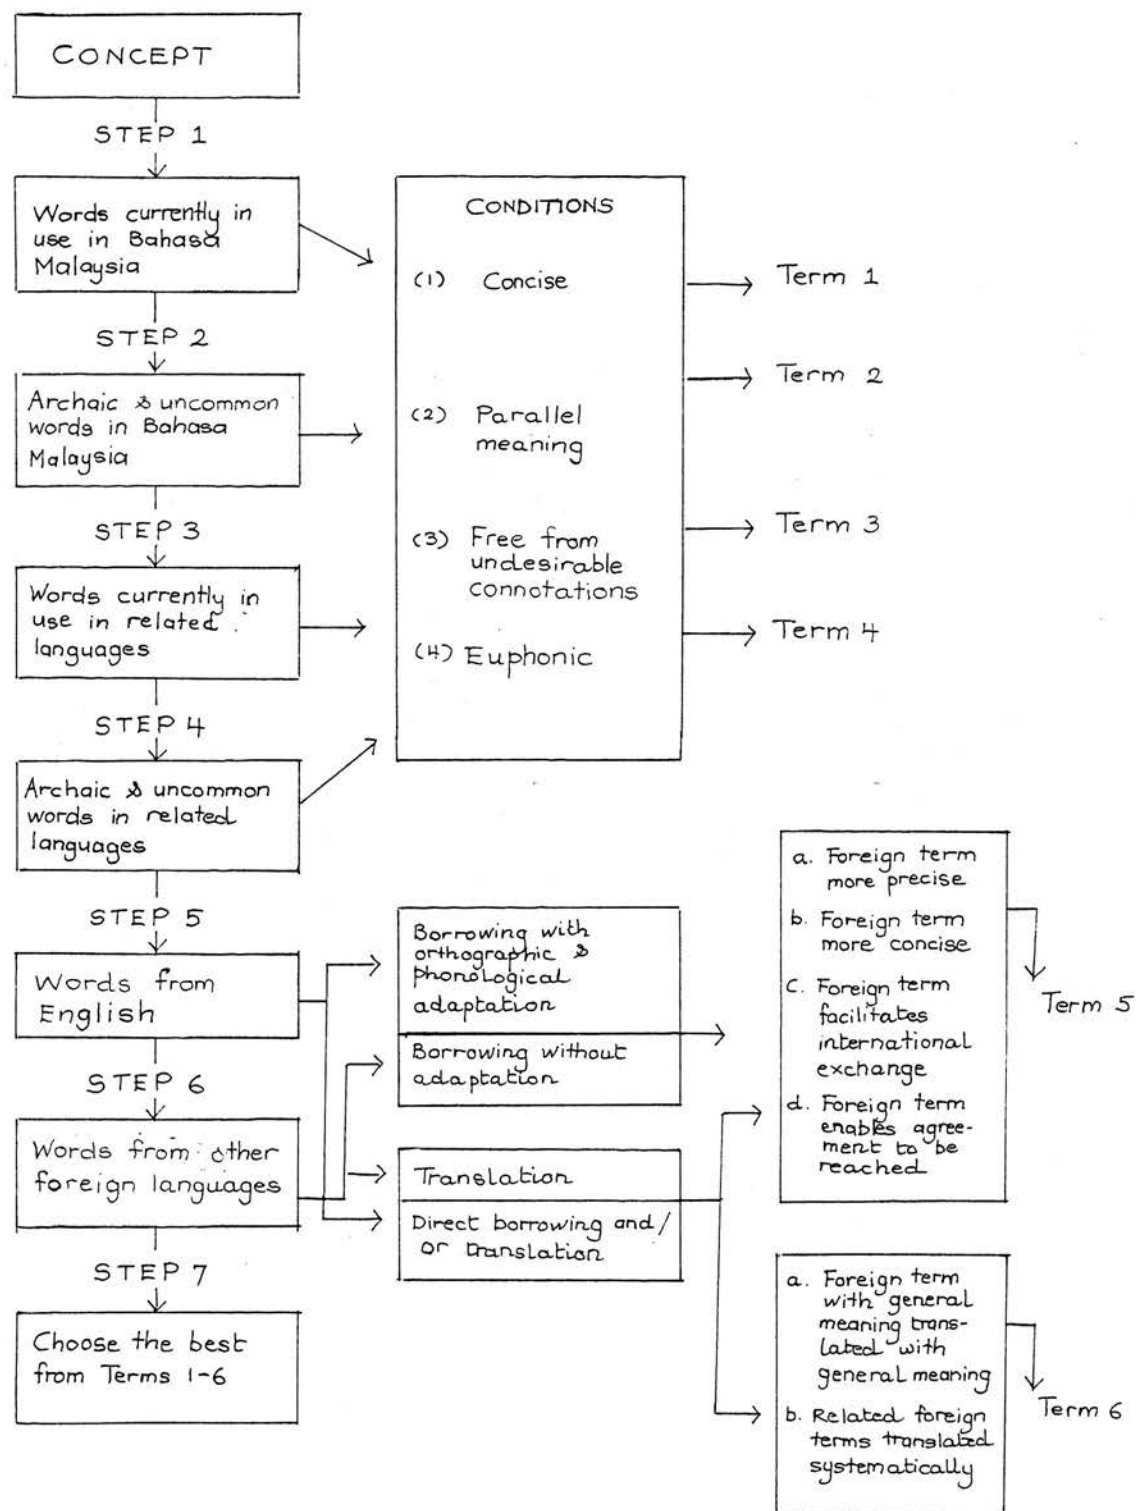 CONCEPT
STEP 1
Words currently in
use in Bahasa
Malaysia
STEP 2
Archaic & uncommon
words in Bahasa
Malaysia
STEP 3
Words currently in
use in related
languages
STEP 4
Archaic & uncommon
words in related
languages
STEP 5
Words from
English
STEP 6
Words from other
foreign languages
STEP 7
Choose the best
from Terms 1-6
CONDITIONS
(1) Concise
(2) Parallel
meaning
(3) Free from
undesirable
connotations
(4) Euphonic
Term 1
Term 2
Term 3
Term 4
Borrowing with
orthographic &
phonological
adaptation
Borrowing without
adaptation
Translation
Direct borrowing and/
or translation
a. Foreign term
more precise
b. Foreign term
more concise
c. Foreign term
facilitates
international
exchange
d. Foreign term
enables agree-
ment to be
reached
Term 5
a. Foreign term
with general
meaning trans-
lated with
general meaning
b. Related foreign
terms translated
systematically
Term 6